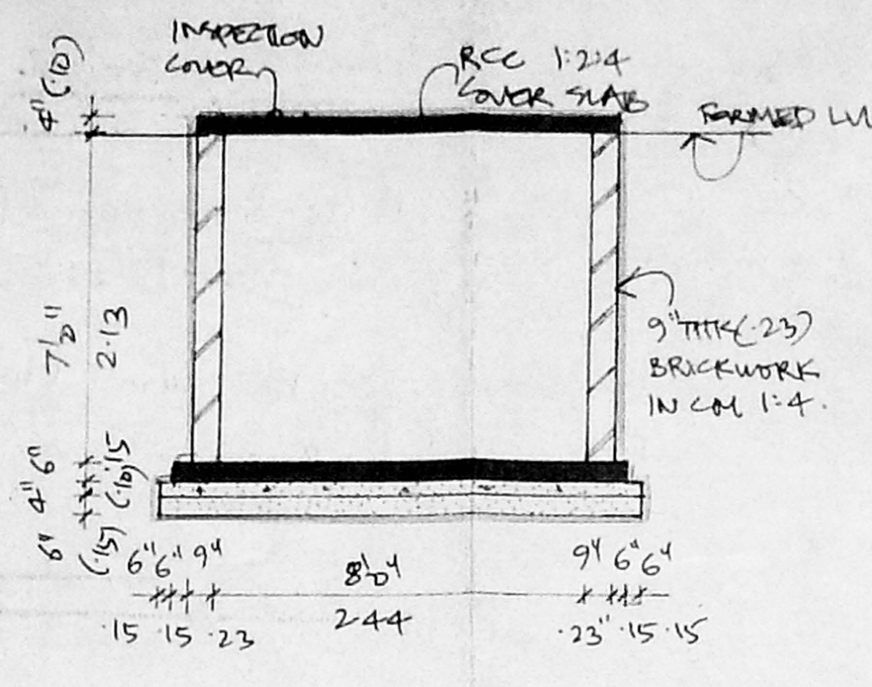 INSPECTION
COVER
RCC 1:2:4
COVER SLAB
4" (.10)
FORMED LVL
7'0"
2.13
9" THK (.23)
BRICKWORK
IN CM 1:4.
6" .15
4" (.10)
6" (.15)
6" 6" 9" 8'0" 9" 6" 6"
.15 .15 .23 2.44 .23" .15 .15